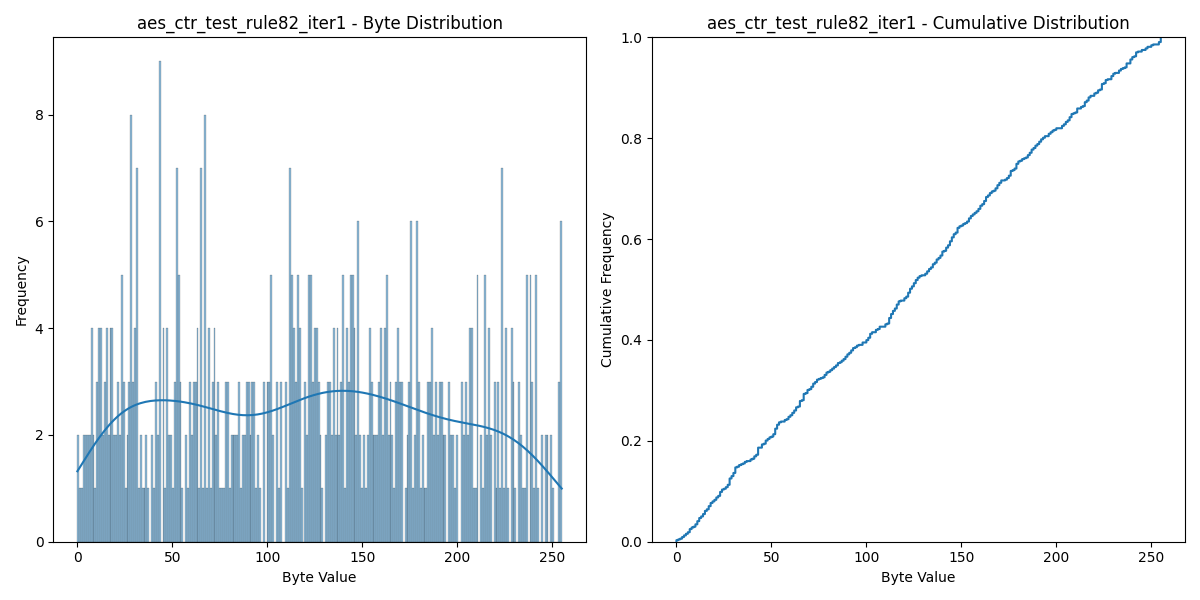 aes_ctr_test_rule82_iter1 - Byte Distribution
Frequency
8
6
4
2
0
0 50 100 150 200 250
Byte Value
aes_ctr_test_rule82_iter1 - Cumulative Distribution
Cumulative Frequency
1.0
0.8
0.6
0.4
0.2
0.0
0 50 100 150 200 250
Byte Value